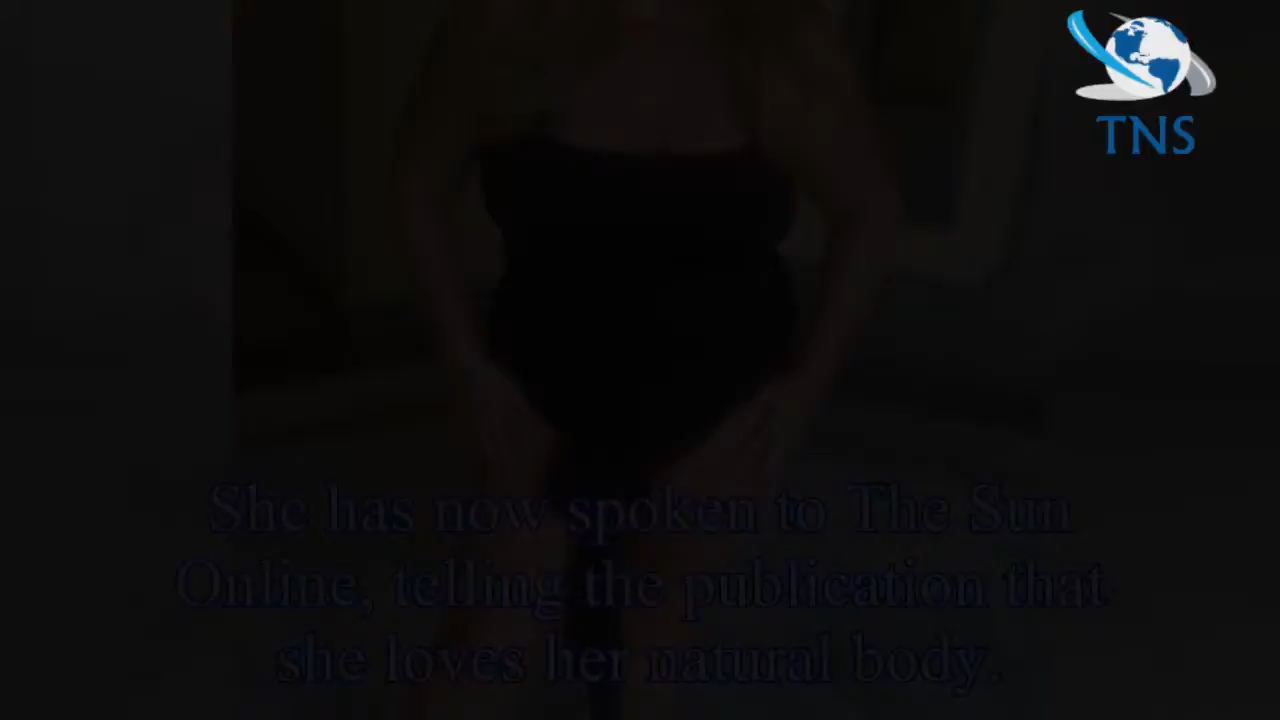 TNS
She has now spoken to The Sun
Online, telling the publication that
she loves her natural body.